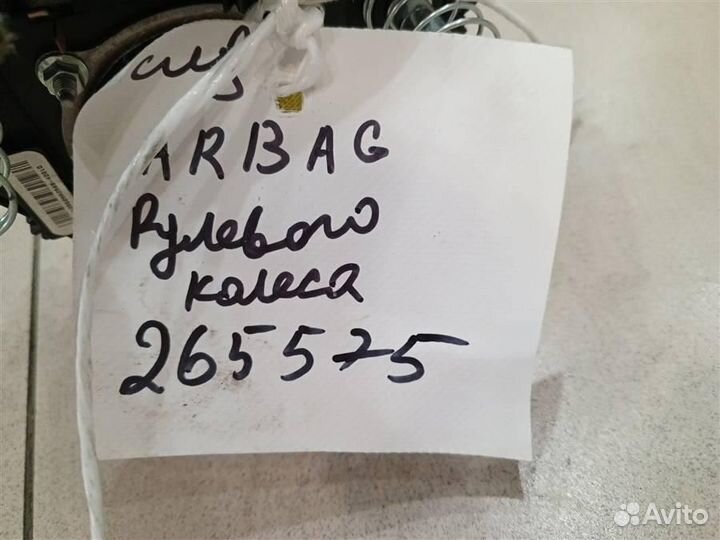 ARBAG
Рулевого
колеса
265575
Avito